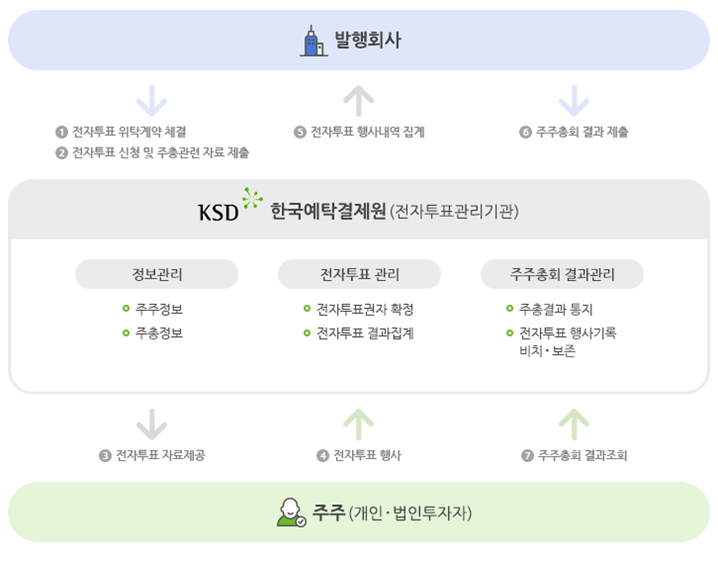 발행회사
❶ 전자투표 위탁계약 체결
❷ 전자투표 신청 및 주총관련 자료 제출
❺ 전자투표 행사내역 집계
❻ 주주총회 결과 제출
KSD 한국예탁결제원 (전자투표관리기관)
정보관리
주주정보
주총정보
전자투표 관리
전자투표권자 확정
전자투표 결과집계
주주총회 결과관리
주총결과 통지
전자투표 행사기록
비치·보존
❸ 전자투표 자료제공
❹ 전자투표 행사
❼ 주주총회 결과조회
주주 (개인·법인투자자)